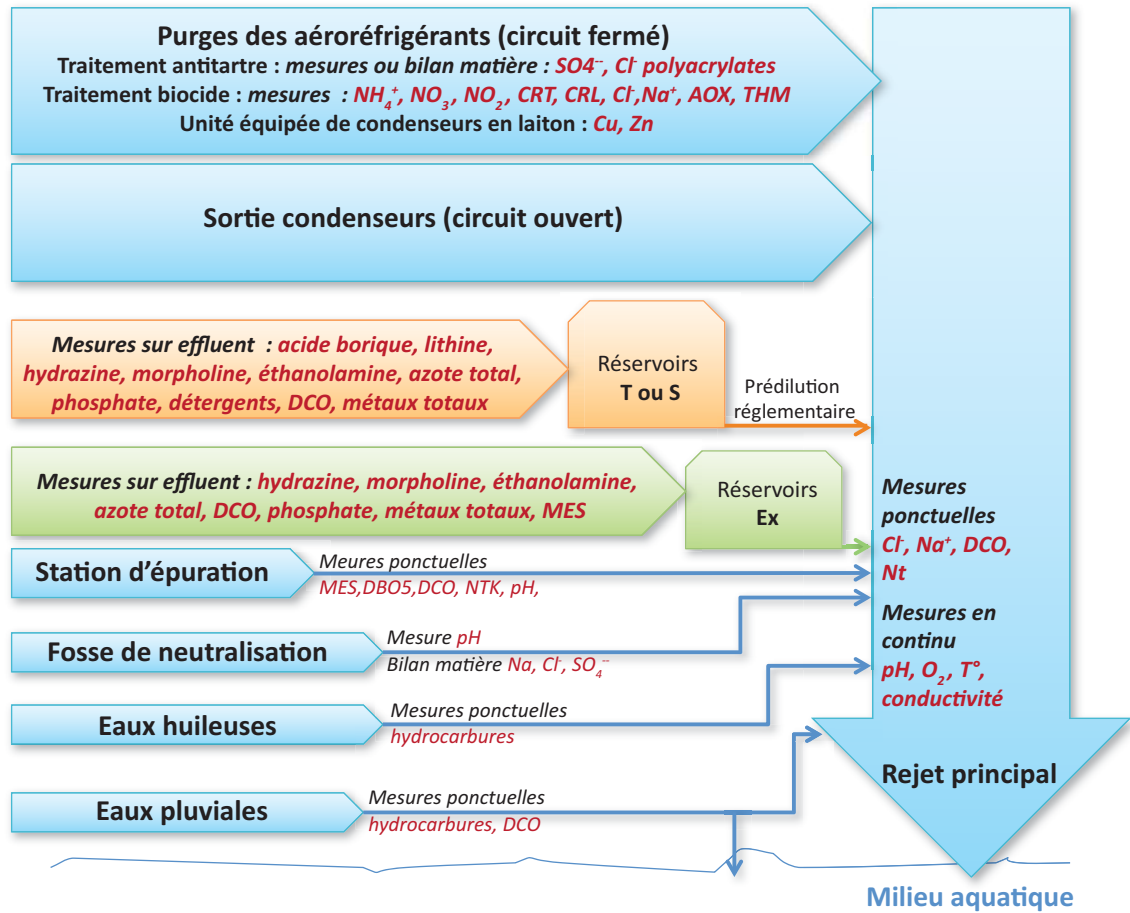 Purges des aéroréfrigérants (circuit fermé)
Traitement antitartre : mesures ou bilan matière : SO4--, Cl- polyacrylates
Traitement biocide : mesures : NH4+, NO3, NO2, CRT, CRL, Cl-,Na+, AOX, THM
Unité équipée de condenseurs en laiton : Cu, Zn
Sortie condenseurs (circuit ouvert)
Mesures sur effluent : acide borique, lithine,
hydrazine, morpholine, éthanolamine, azote total,
phosphate, détergents, DCO, métaux totaux
Réservoirs
T ou S
Prédilution
réglementaire
Mesures sur effluent : hydrazine, morpholine, éthanolamine,
azote total, DCO, phosphate, métaux totaux, MES
Réservoirs
Ex
Mesures
ponctuelles
Cl-, Na+, DCO,
Nt
Mesures en
continu
pH, O2, T°,
conductivité
Station d'épuration
Meures ponctuelles
MES,DBO5,DCO, NTK, pH,
Fosse de neutralisation
Mesure pH
Bilan matière Na, Cl-, SO4--
Eaux huileuses
Mesures ponctuelles
hydrocarbures
Eaux pluviales
Mesures ponctuelles
hydrocarbures, DCO
Rejet principal
Milieu aquatique